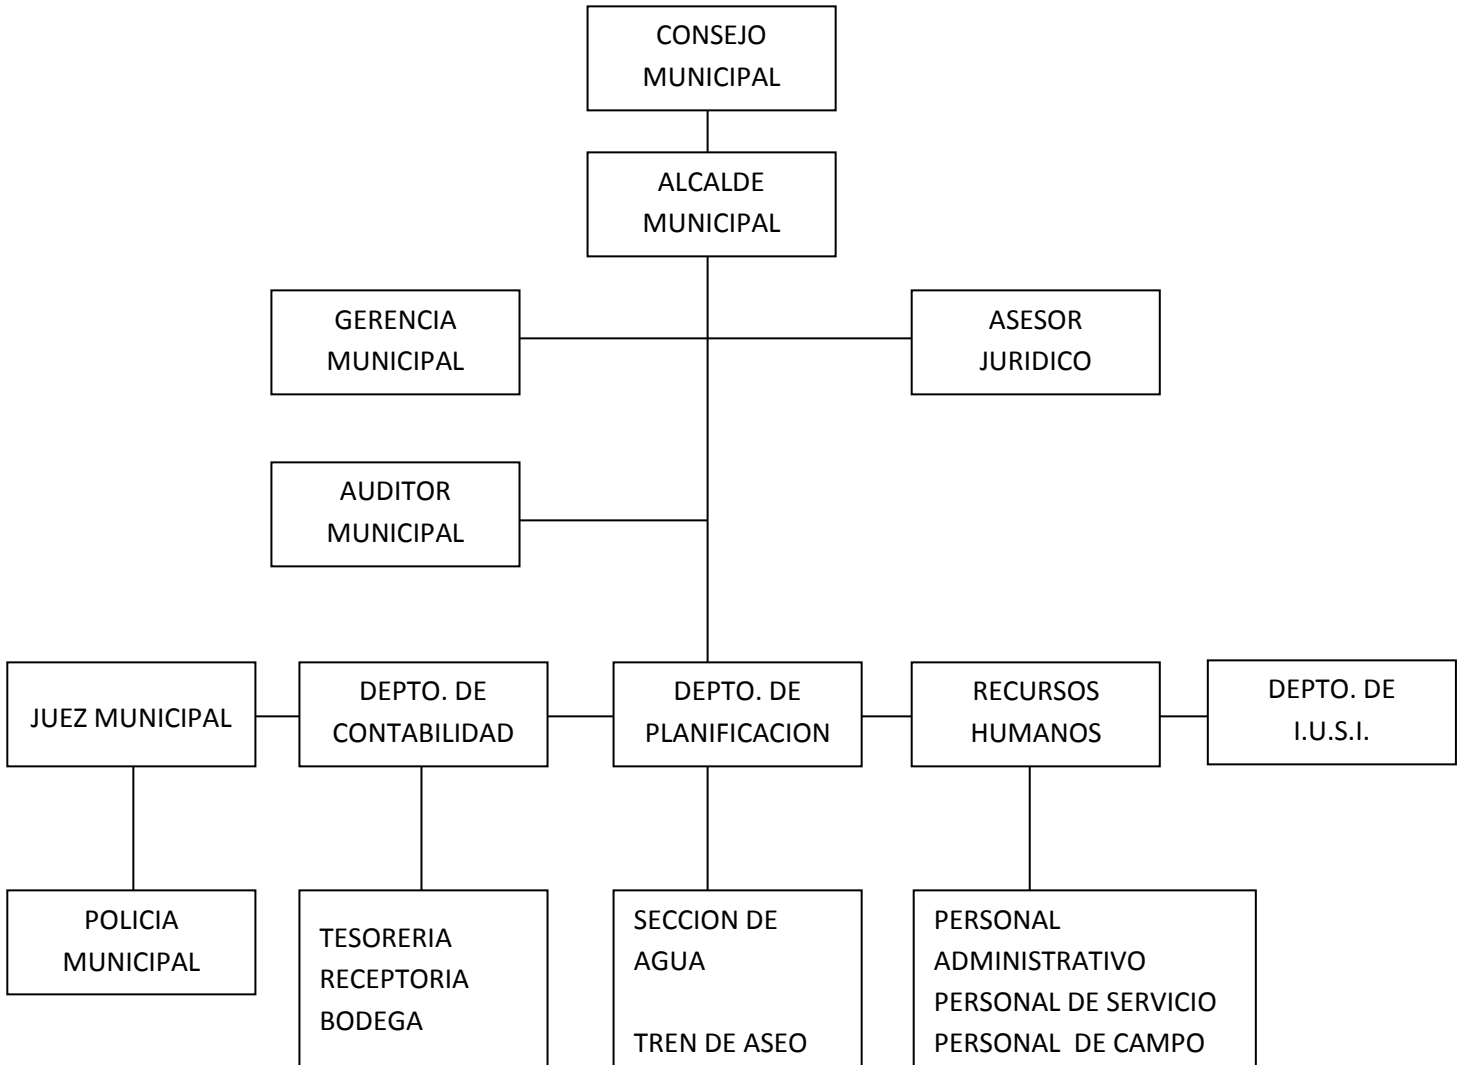 CONSEJO
MUNICIPAL
ALCALDE
MUNICIPAL
GERENCIA
MUNICIPAL
ASESOR
JURIDICO
AUDITOR
MUNICIPAL
JUEZ MUNICIPAL
DEPTO. DE
CONTABILIDAD
DEPTO. DE
PLANIFICACION
RECURSOS
HUMANOS
DEPTO. DE
I.U.S.I.
POLICIA
MUNICIPAL
TESORERIA
RECEPTORIA
BODEGA
SECCION DE
AGUA
TREN DE ASEO
PERSONAL
ADMINISTRATIVO
PERSONAL DE SERVICIO
PERSONAL  DE CAMPO